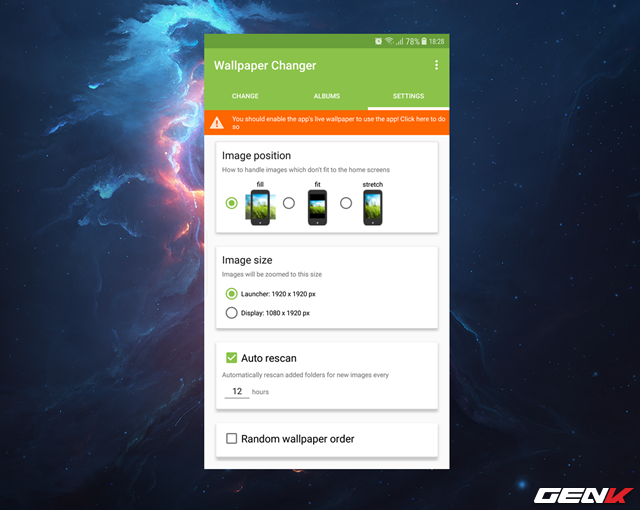 78% 18:28
Wallpaper Changer
CHANGE ALBUMS SETTINGS
You should enable the app's live wallpaper to use the app! Click here to do
so
Image position
How to handle images which don't fit to the home screens
fill fit stretch
Image size
Images will be zoomed to this size
Launcher: 1920 x 1920 px
Display: 1080 x 1920 px
Auto rescan
Automatically rescan added folders for new images every
12 hours
Random wallpaper order
GENK